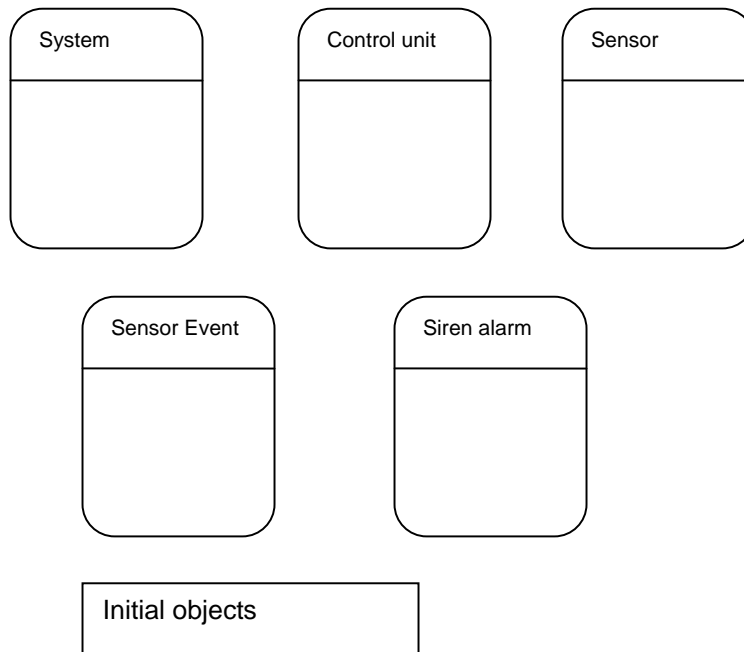 System
Control unit
Sensor
Sensor Event
Siren alarm
Initial objects